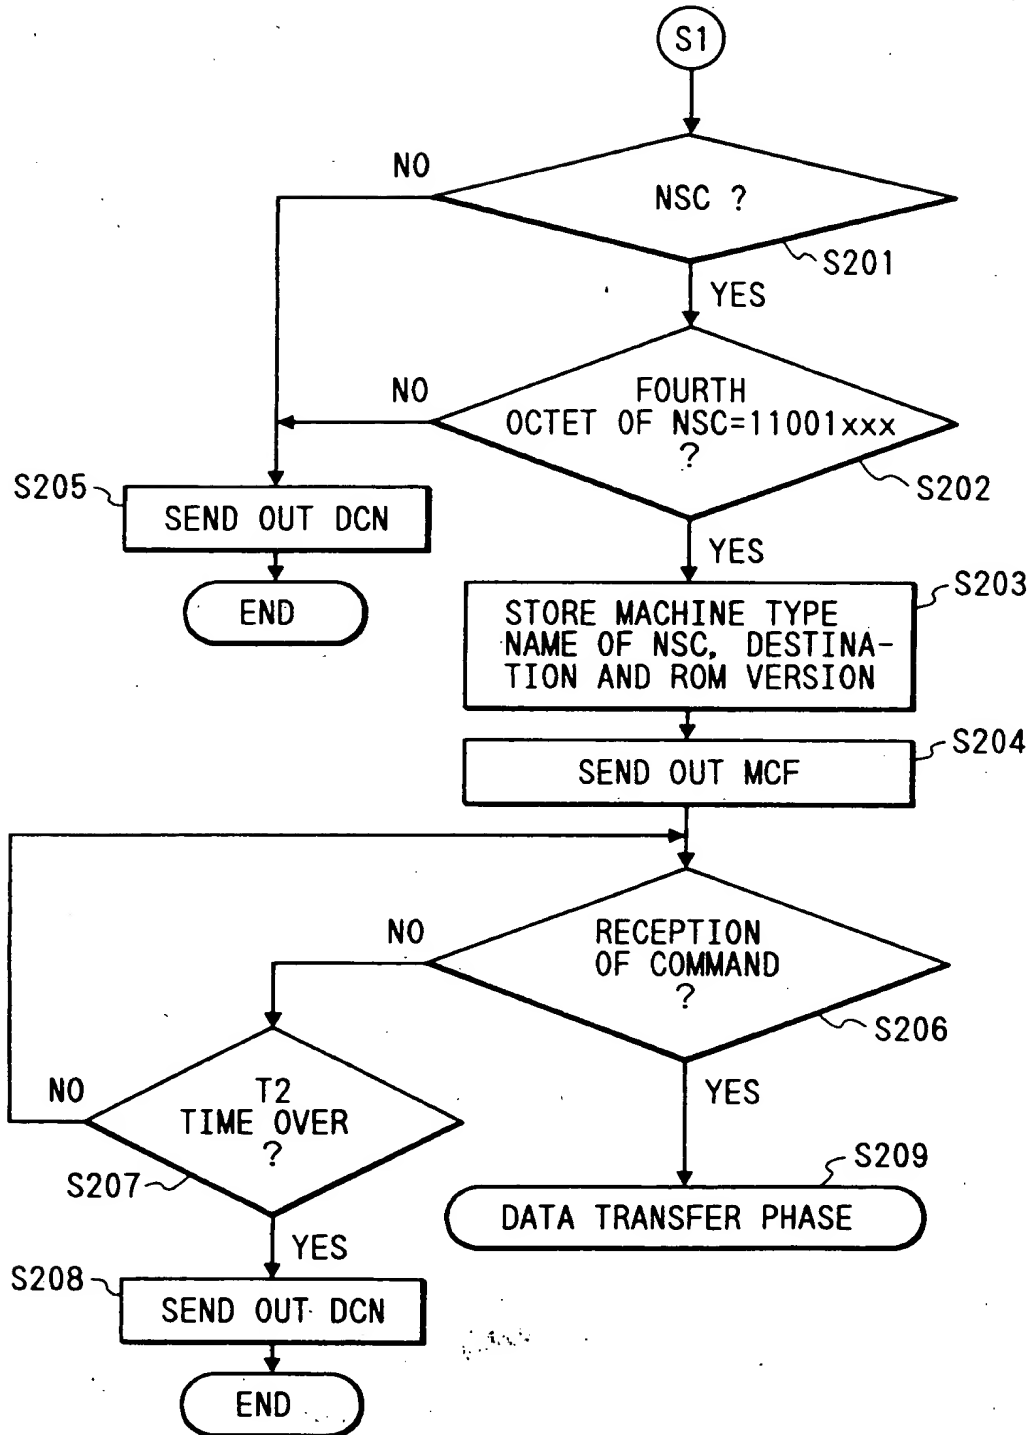 S1
NO
NSC ?
S201
YES
NO
FOURTH
OCTET OF NSC=11001xxx
?
S202
S205
SEND OUT DCN
YES
END
S203
STORE MACHINE TYPE
NAME OF NSC, DESTINA-
TION AND ROM VERSION
S204
SEND OUT MCF
NO
RECEPTION
OF COMMAND
?
S206
NO
T2
TIME OVER
?
YES
S207
S209
DATA TRANSFER PHASE
YES
S208
SEND OUT DCN
END